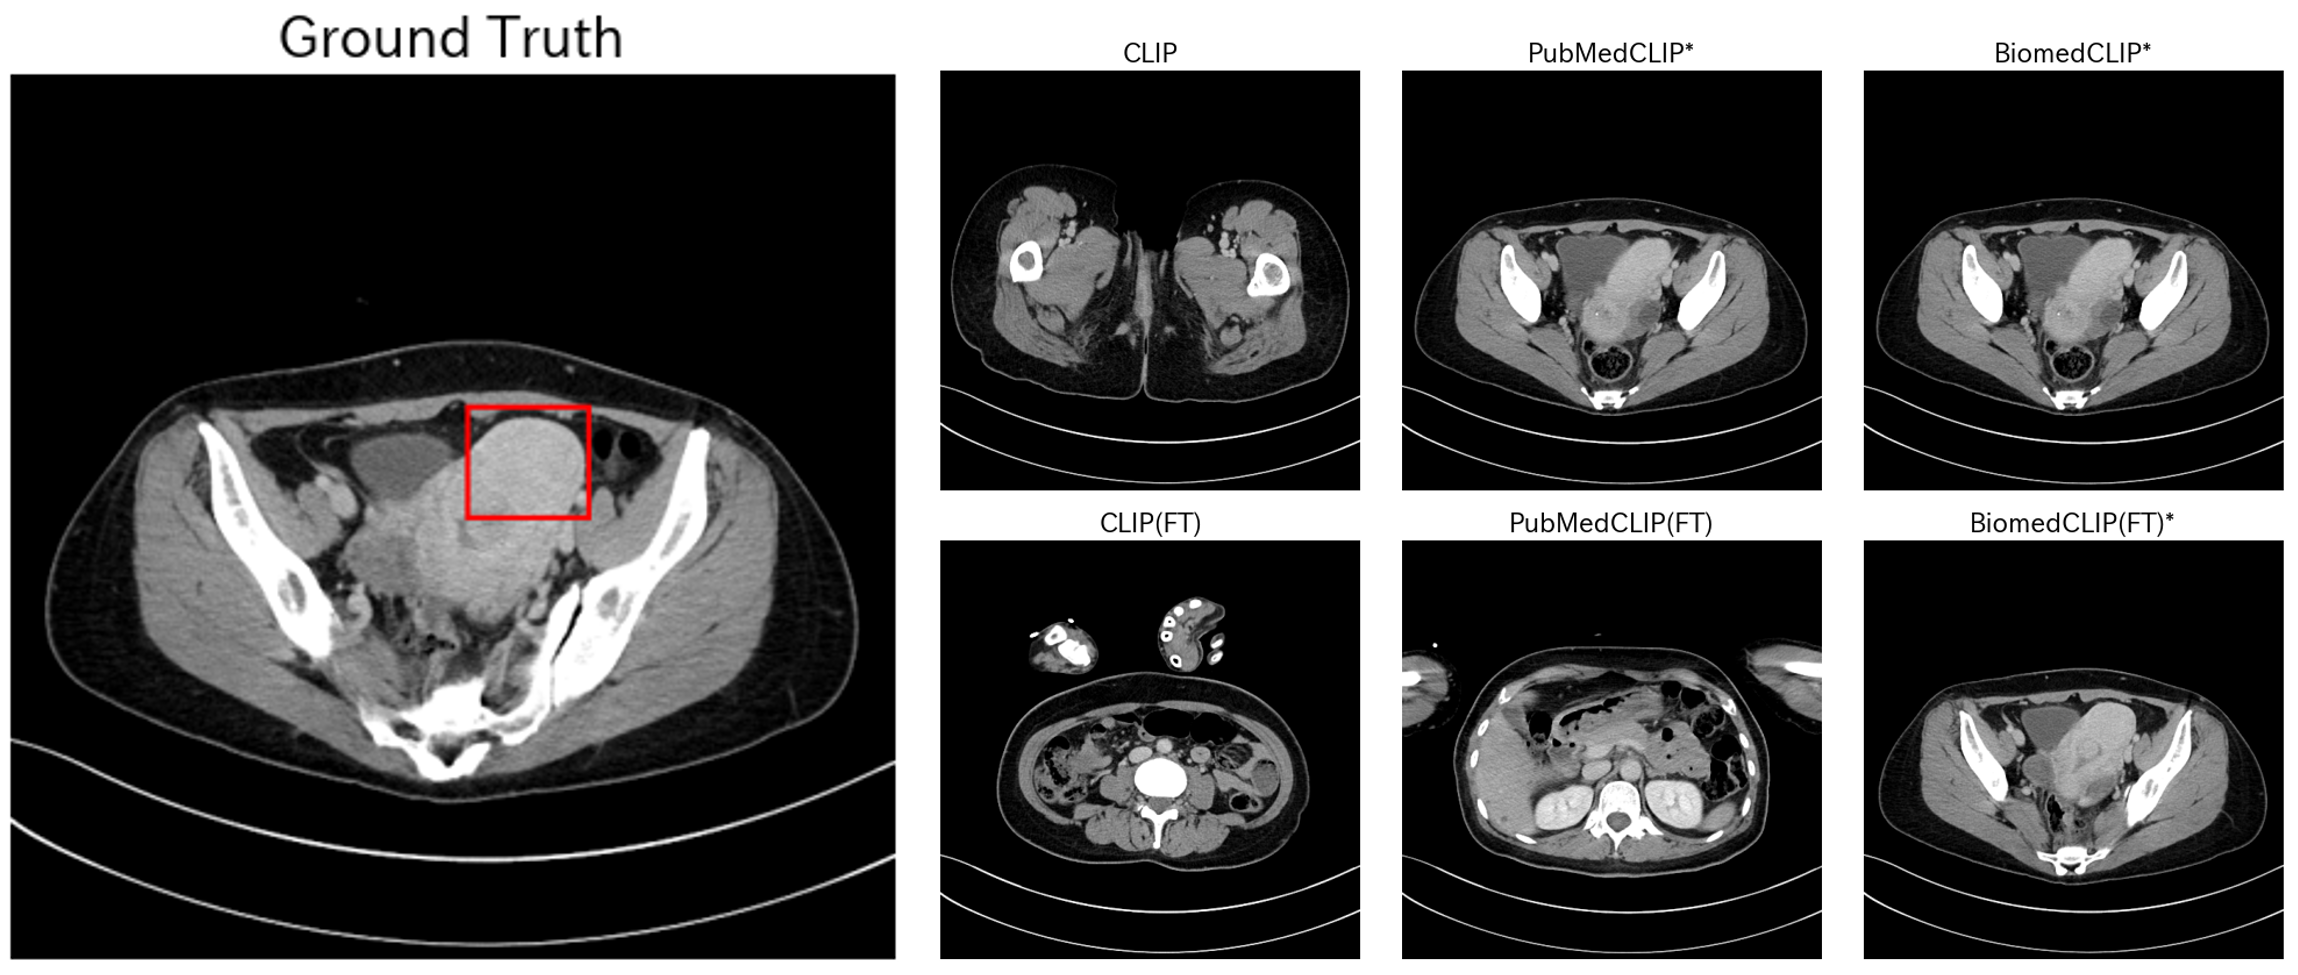 Ground Truth
CLIP
PubMedCLIP*
BiomedCLIP*
CLIP(FT)
PubMedCLIP(FT)
BiomedCLIP(FT)*